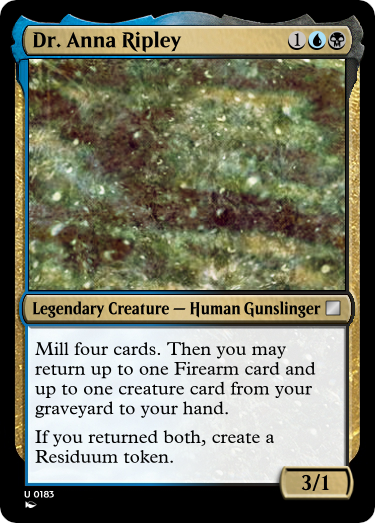 Dr. Anna Ripley 1
Legendary Creature — Human Gunslinger
Mill four cards. Then you may
return up to one Firearm card and
up to one creature card from your
graveyard to your hand.
If you returned both, create a
Residuum token.
3/1
U 0183